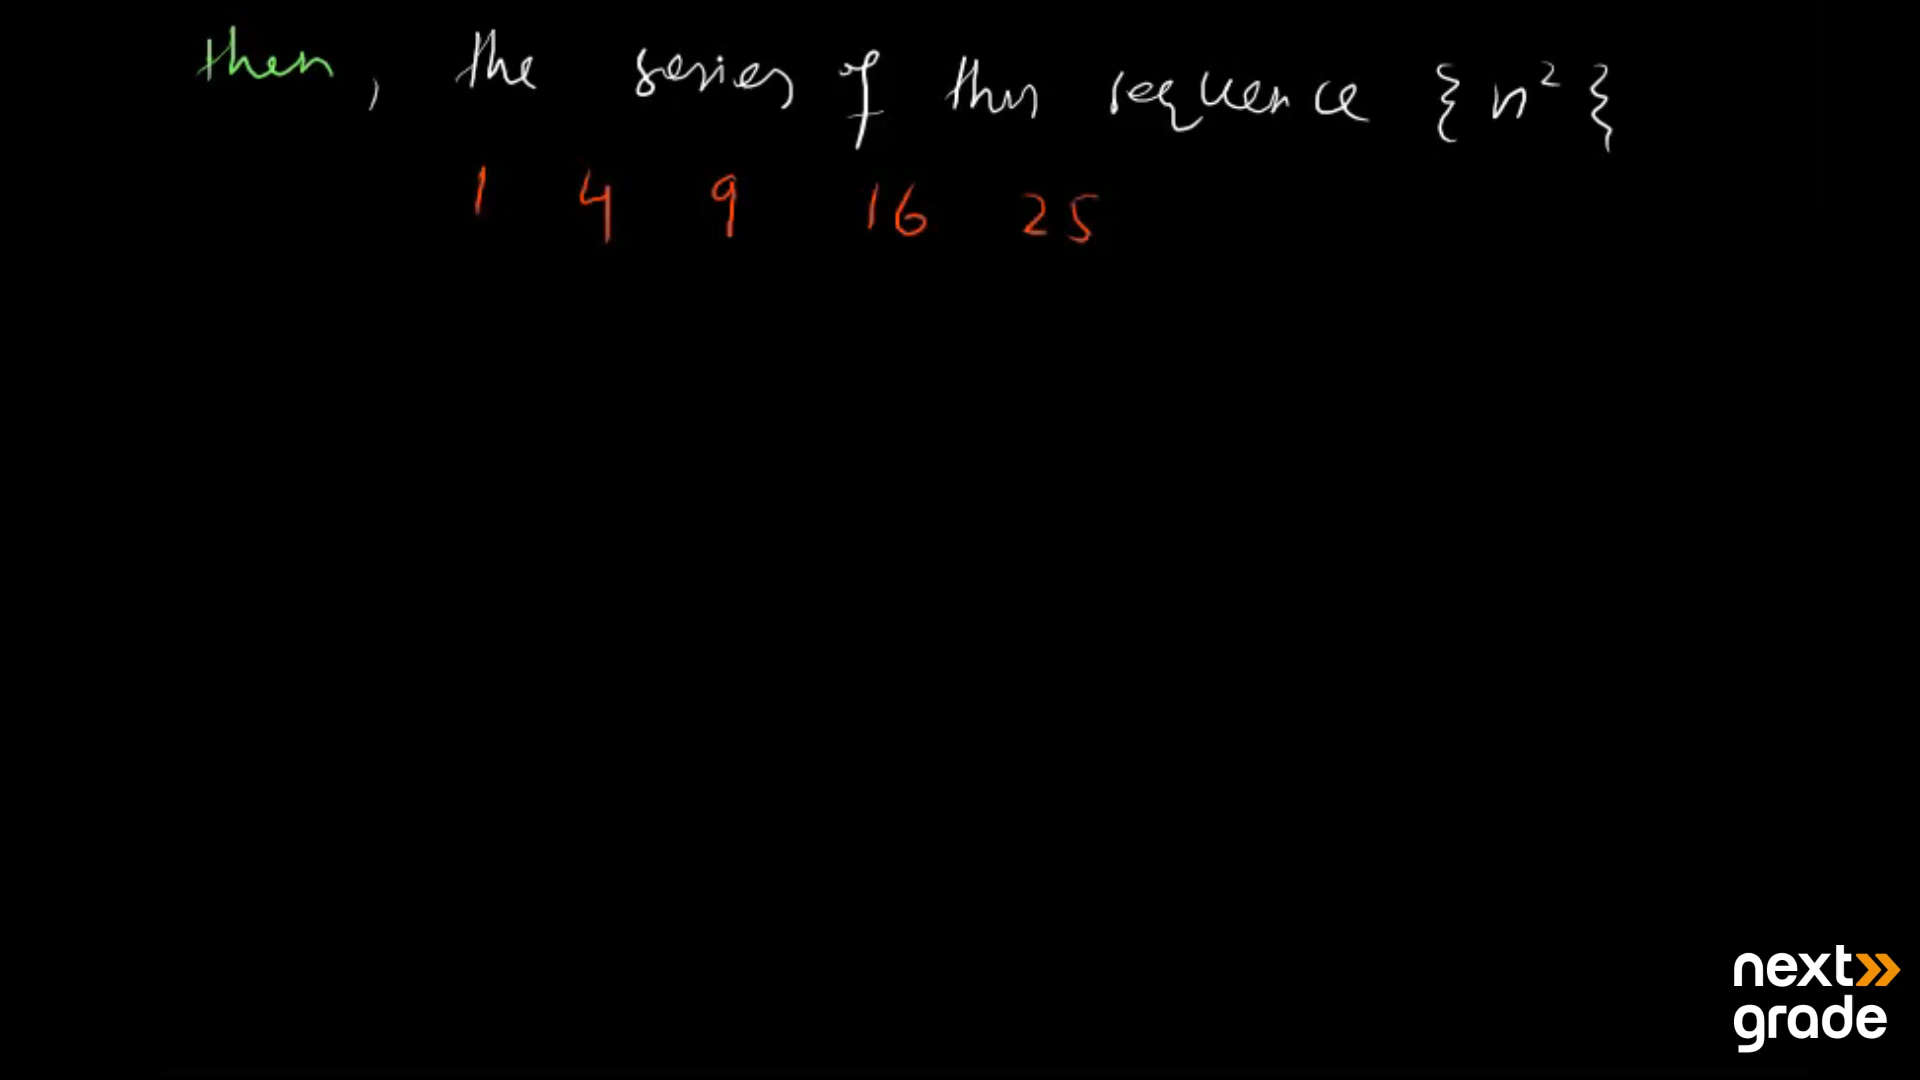 then, the series of this sequence {n²}
1 4 9 16 25
next
grade